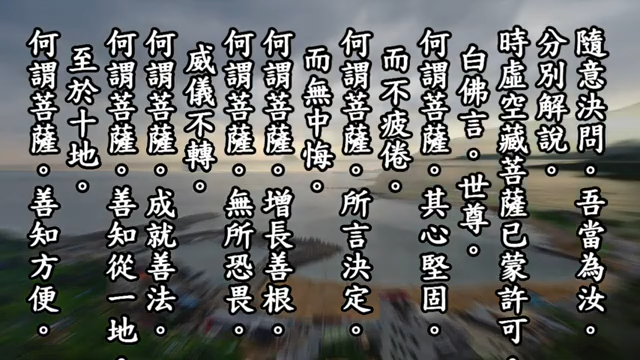 隨意決問。吾當為汝。
分別解說。
時虛空藏菩薩已蒙許可。
白佛言。世尊。
何謂菩薩。其心堅固。
而不疲倦。
何謂菩薩。所言決定。
而無中悔。
何謂菩薩。增長善根。
何謂菩薩。無所恐畏。
威儀不轉。
何謂菩薩。成就善法。
何謂菩薩。善知從一地。
至於十地。
何謂菩薩。善知方便。